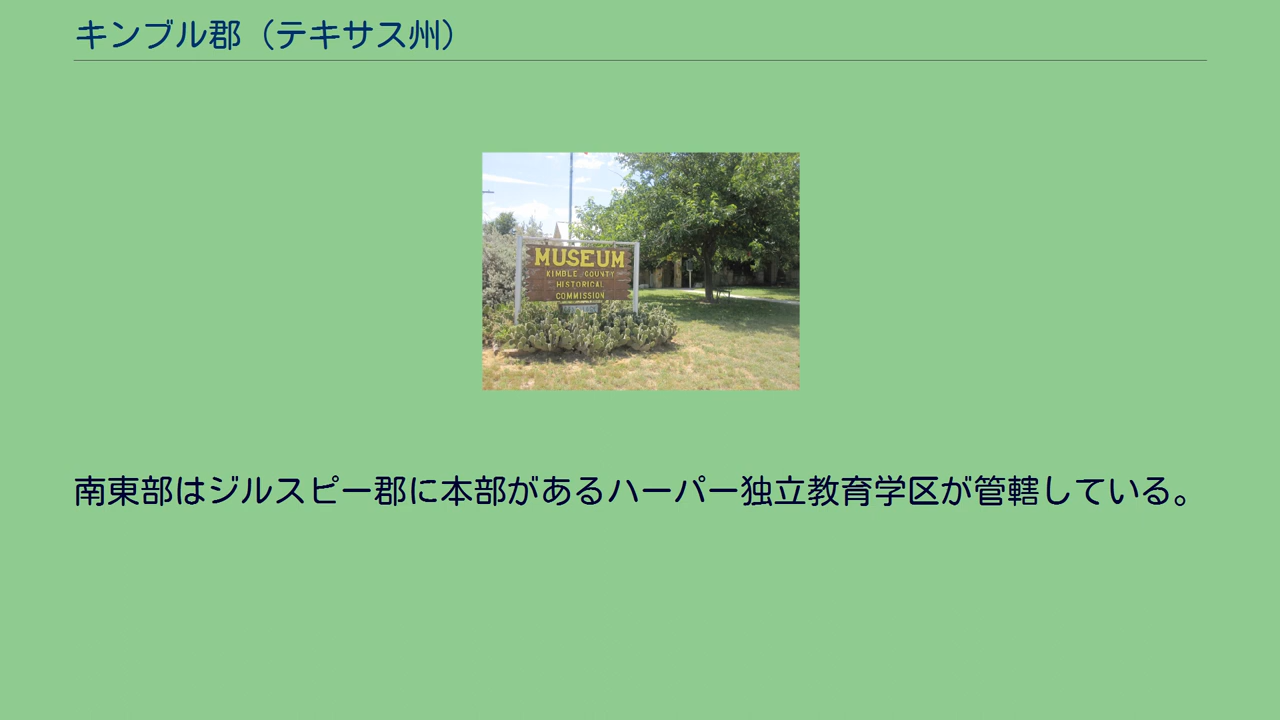 キンブル郡（テキサス州）
MUSEUM
KIMBLE COUNTY
HISTORICAL
COMMISSION
南東部はジルスピー郡に本部があるハーパー独立教育学区が管轄している。